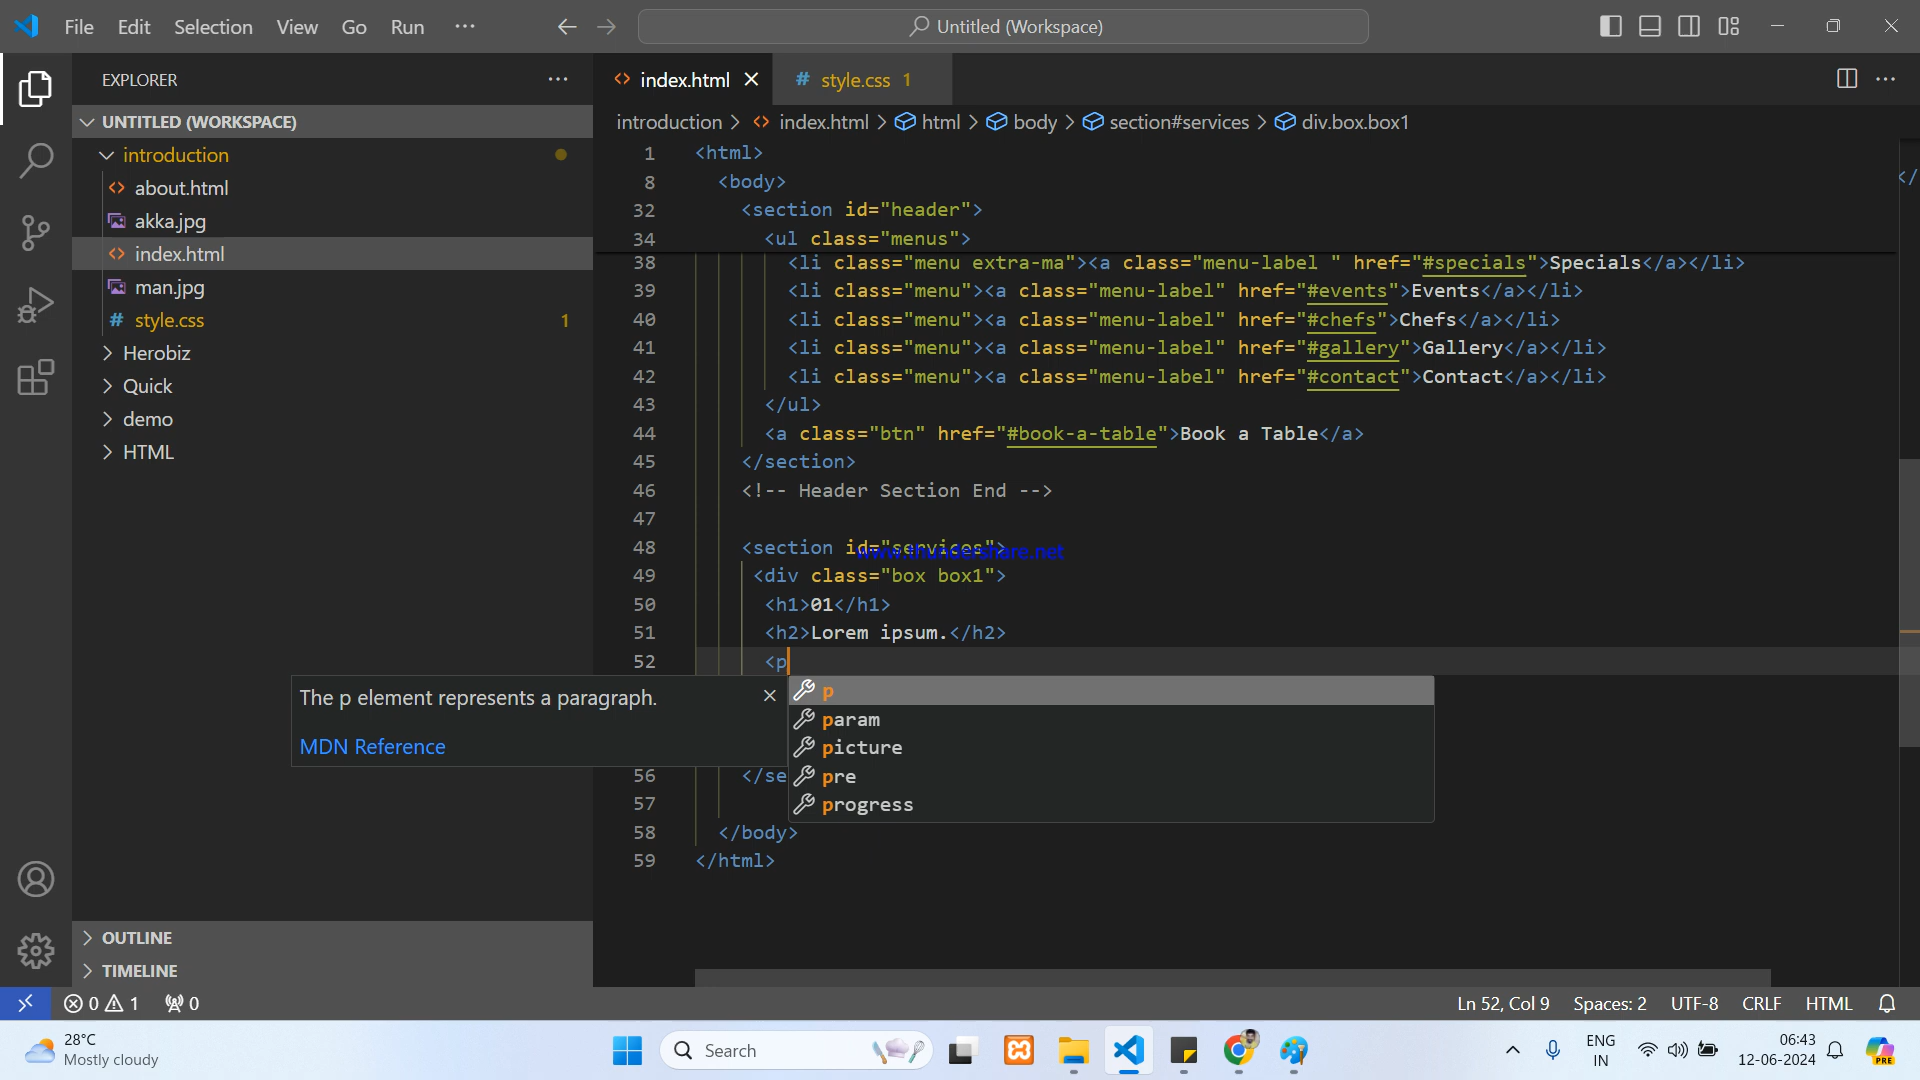 File Edit Selection View Go Run ··· Untitled (Workspace)
EXPLORER
UNTITLED (WORKSPACE)
introduction
about.html
akka.jpg
index.html
man.jpg
style.css 1
Herobiz
Quick
demo
HTML
OUTLINE
TIMELINE
index.html style.css 1
introduction > index.html > html > body > section#services > div.box.box1
1 <html>
8 <body>
32 <section id="header">
34 <ul class="menus">
38 <li class="menu extra-ma"><a class="menu-label " href="#specials">Specials</a></li>
39 <li class="menu"><a class="menu-label" href="#events">Events</a></li>
40 <li class="menu"><a class="menu-label" href="#chefs">Chefs</a></li>
41 <li class="menu"><a class="menu-label" href="#gallery">Gallery</a></li>
42 <li class="menu"><a class="menu-label" href="#contact">Contact</a></li>
43 </ul>
44 <a class="btn" href="#book-a-table">Book a Table</a>
45 </section>
46 <!-- Header Section End -->
47
48 <section id="services">
www.thundershare.net
49 <div class="box box1">
50 <h1>01</h1>
51 <h2>Lorem ipsum.</h2>
52 <p
The p element represents a paragraph.
MDN Reference
p
param
picture
pre
progress
56 </se
57
58 </body>
59 </html>
</
0 1 0 Ln 52, Col 9 Spaces: 2 UTF-8 CRLF HTML
28°C
Mostly cloudy
Search
ENG
IN
06:43
12-06-2024
PRE